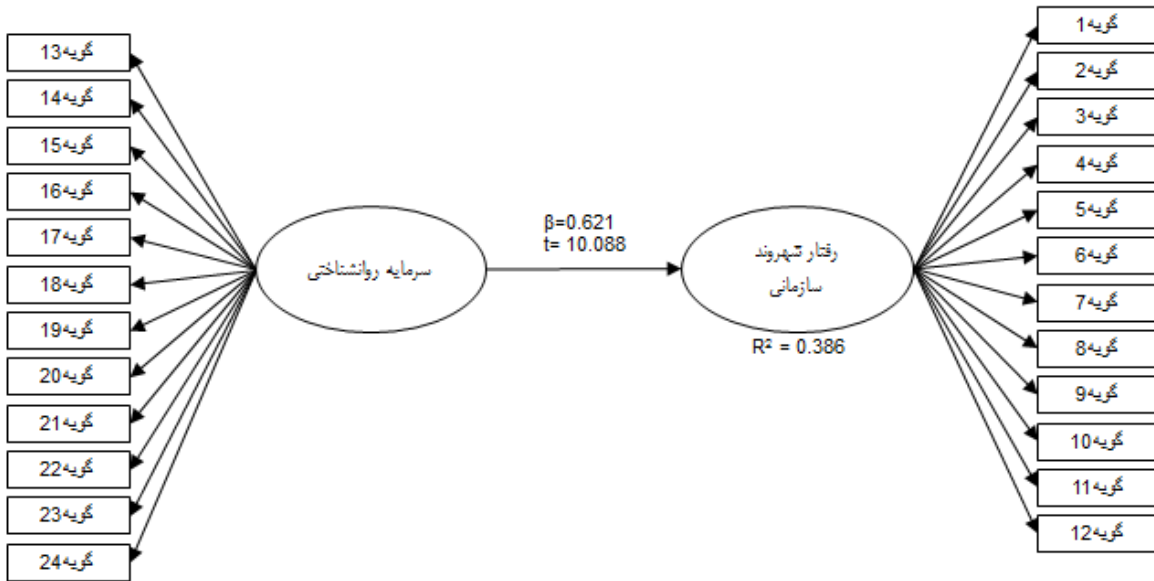 گویه13
گویه14
گویه15
گویه16
گویه17
گویه18
گویه19
گویه20
گویه21
گویه22
گویه23
گویه24
سرمایه روانشناختی
β=0.621
t= 10.088
رفتار شهروند
سازمانی
R² = 0.386
گویه1
گویه2
گویه3
گویه4
گویه5
گویه6
گویه7
گویه8
گویه9
گویه10
گویه11
گویه12